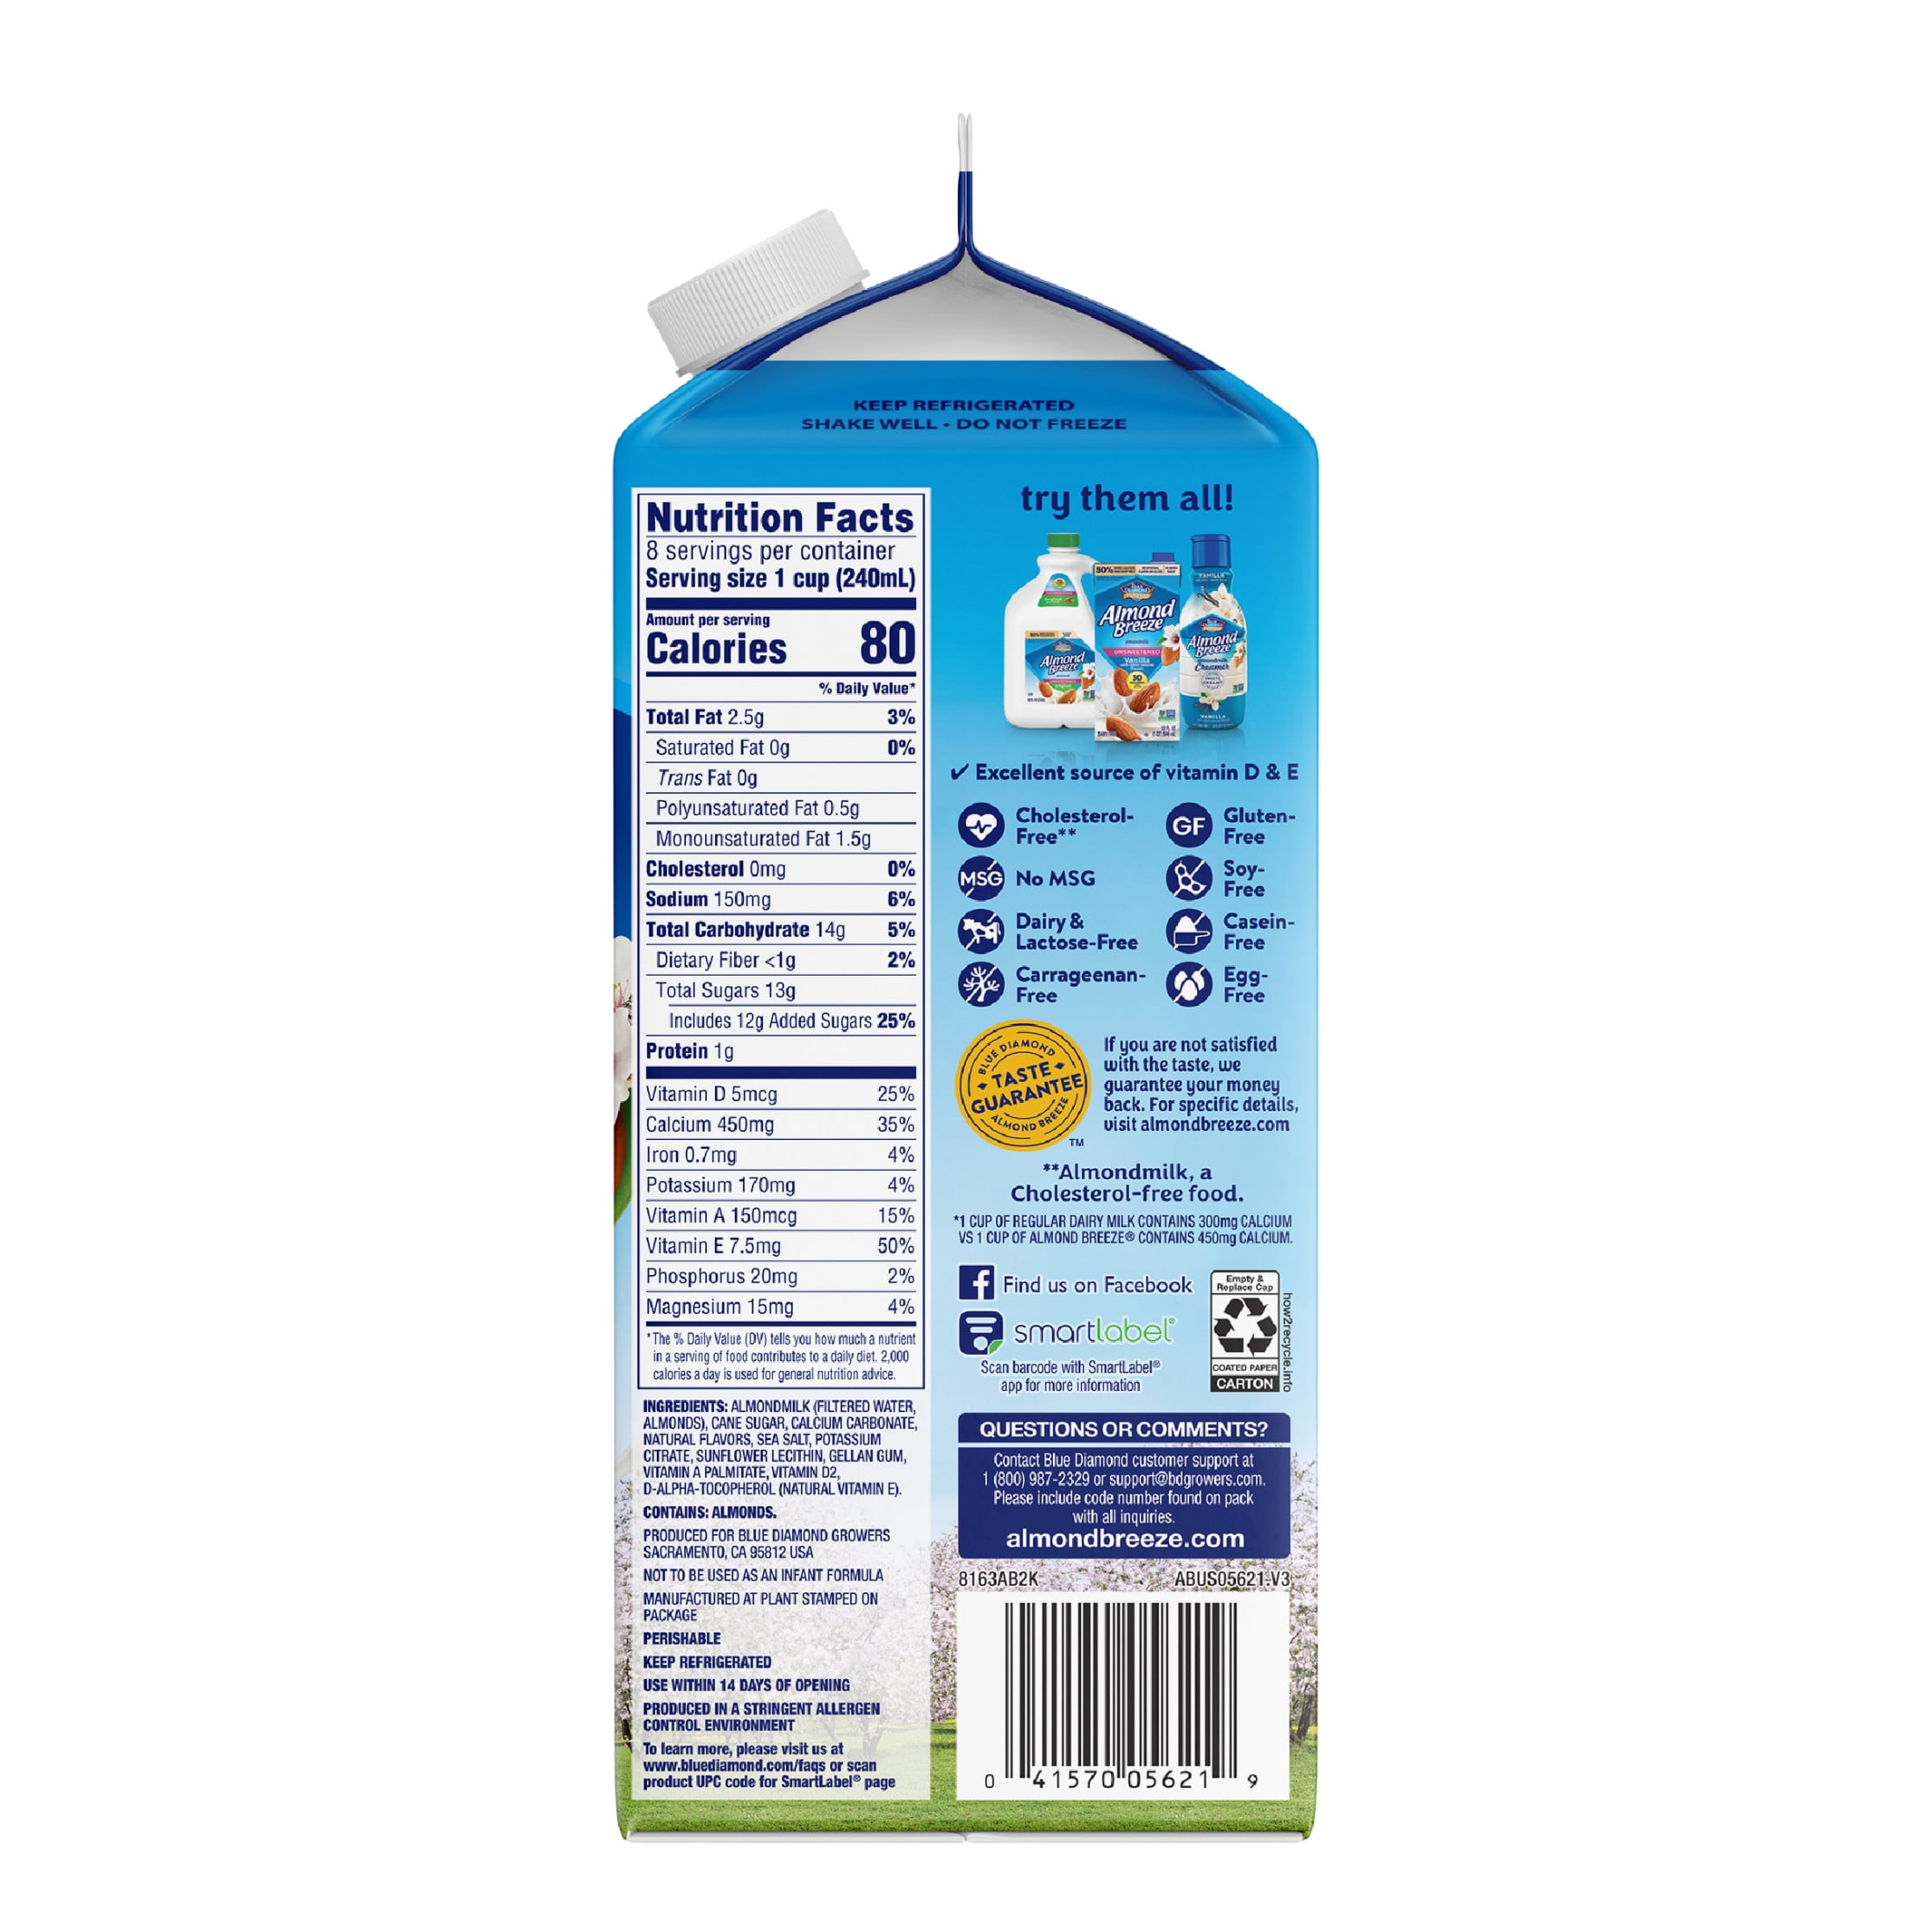 KEEP REFRIGERATED
SHAKE WELL • DO NOT FREEZE
Nutrition Facts
8 servings per container
Serving size 1 cup (240mL)
Amount per serving
Calories 80
% Daily Value*
Total Fat 2.5g 3%
Saturated Fat 0g 0%
Trans Fat 0g
Polyunsaturated Fat 0.5g
Monounsaturated Fat 1.5g
Cholesterol 0mg 0%
Sodium 150mg 6%
Total Carbohydrate 14g 5%
Dietary Fiber <1g 2%
Total Sugars 13g
Includes 12g Added Sugars 25%
Protein 1g
Vitamin D 5mcg 25%
Calcium 450mg 35%
Iron 0.7mg 4%
Potassium 170mg 4%
Vitamin A 150mcg 15%
Vitamin E 7.5mg 50%
Phosphorus 20mg 2%
Magnesium 15mg 4%
*The % Daily Value (DV) tells you how much a nutrient
in a serving of food contributes to a daily diet. 2,000
calories a day is used for general nutrition advice.
INGREDIENTS: ALMONDMILK (FILTERED WATER,
ALMONDS), CANE SUGAR, CALCIUM CARBONATE,
NATURAL FLAVORS, SEA SALT, POTASSIUM
CITRATE, SUNFLOWER LECITHIN, GELLAN GUM,
VITAMIN A PALMITATE, VITAMIN D2,
D-ALPHA-TOCOPHEROL (NATURAL VITAMIN E).
CONTAINS: ALMONDS.
PRODUCED FOR BLUE DIAMOND GROWERS
SACRAMENTO, CA 95812 USA
NOT TO BE USED AS AN INFANT FORMULA
MANUFACTURED AT PLANT STAMPED ON
PACKAGE
PERISHABLE
KEEP REFRIGERATED
USE WITHIN 14 DAYS OF OPENING
PRODUCED IN A STRINGENT ALLERGEN
CONTROL ENVIRONMENT
To learn more, please visit us at
www.bluediamond.com/faqs or scan
product UPC code for SmartLabel® page
try them all!
50%
Almond
Breeze
UNSWEETENED
Vanilla
30
Almond
Breeze
VANILLA
Almond
Breeze
Creamer
VANILLA
✓ Excellent source of vitamin D & E
Cholesterol-
Free**
GF
Gluten-
Free
MSG
No MSG
Soy-
Free
Dairy &
Lactose-Free
Casein-
Free
Carrageenan-
Free
Egg-
Free
BLUE DIAMOND
TASTE
GUARANTEE
ALMOND BREEZE
TM
If you are not satisfied
with the taste, we
guarantee your money
back. For specific details,
visit almondbreeze.com
**Almondmilk, a
Cholesterol-free food.
*1 CUP OF REGULAR DAIRY MILK CONTAINS 300mg CALCIUM
VS 1 CUP OF ALMOND BREEZE® CONTAINS 450mg CALCIUM.
f Find us on Facebook
smartlabel®
Scan barcode with SmartLabel®
app for more information
Empty &
Replace Cap
COATED PAPER
CARTON
how2recycle.info
QUESTIONS OR COMMENTS?
Contact Blue Diamond customer support at
1 (800) 987-2329 or support@bdgrowers.com.
Please include code number found on pack
with all inquiries.
almondbreeze.com
8163AB2K ABUS05621.V3
0 41570 05621 9